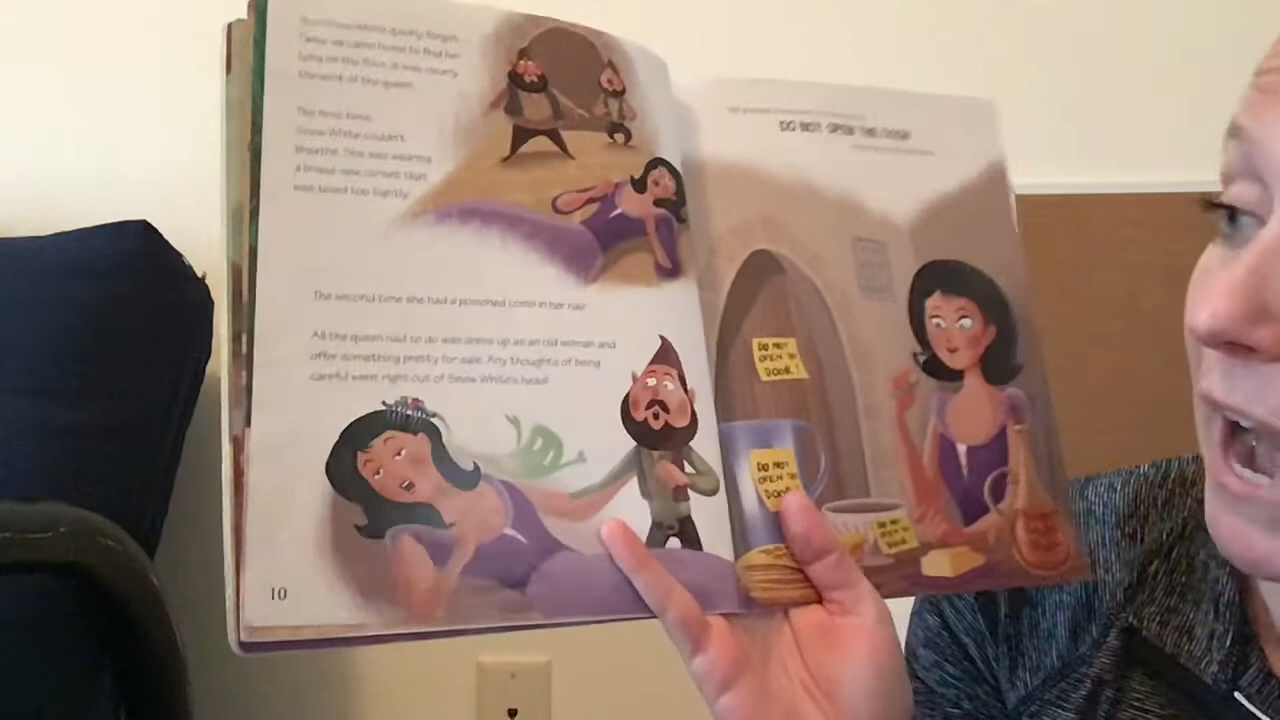 Twice we came home to find her
lying on the floor. It was clearly
the work of the queen.
The first time,
Snow White couldn't
breathe. She was wearing
a brand-new corset that
was laced too tightly.
The second time she had a poisoned comb in her hair.
All the queen had to do was dress up as an old woman and
offer something pretty for sale. Any thoughts of being
careful went right out of Snow White's head!
10
DO NOT OPEN THE DOOR!
DO NOT
OPEN THE
DOOR!
DO NOT
OPEN THE
DOOR
DO NOT
OPEN THE
DOOR